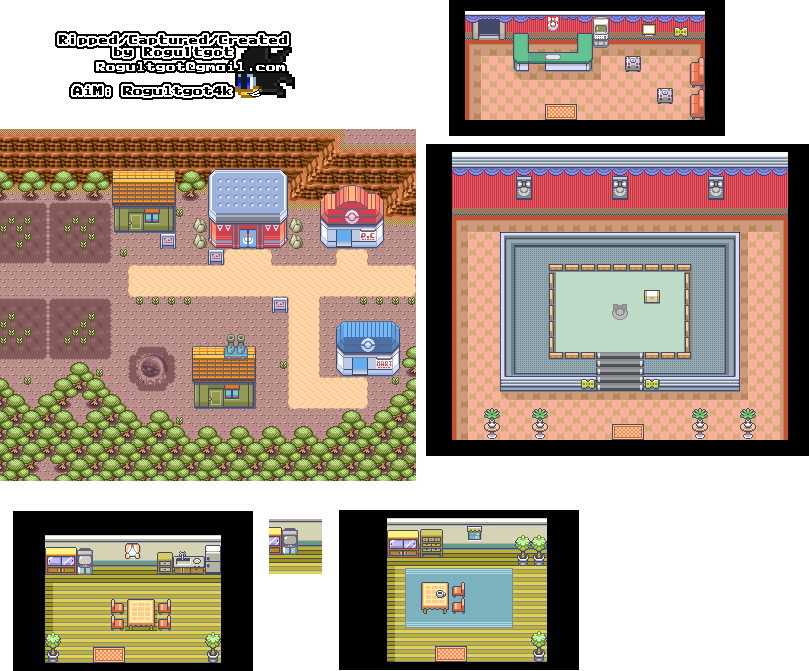 Ripped/Captured/Created
by Rogultgot
Rogultgot@gmail.com
AiM: Rogultgot4k
P.C
MART